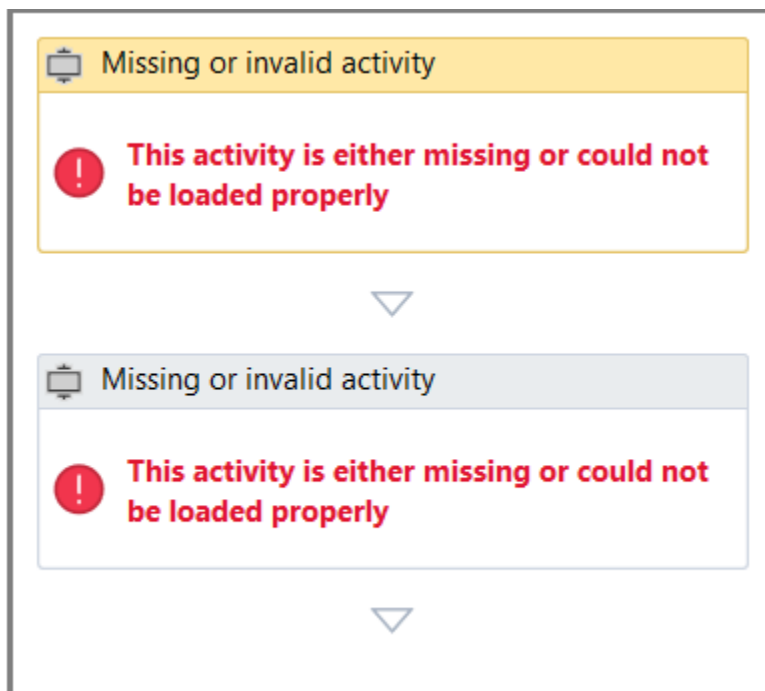 Missing or invalid activity
This activity is either missing or could not
be loaded properly
Missing or invalid activity
This activity is either missing or could not
be loaded properly